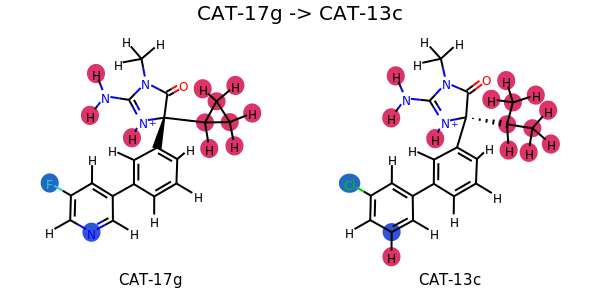 CAT-17g -> CAT-13c
H H H H H H
H N N O H H H H N N O H H
H N+ H H H N+ H H
H H H H H H H H
H H H H H H
F H Cl H
H N H H H H
H
CAT-17g CAT-13c